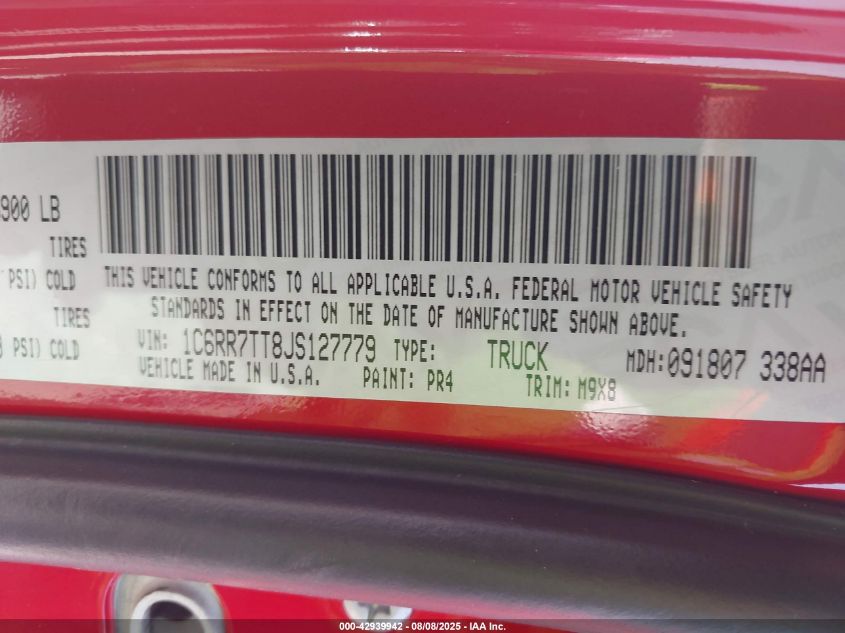 900 LB
TIRES
PSI) COLD
TIRES
PSI) COLD
THIS VEHICLE CONFORMS TO ALL APPLICABLE U.S.A. FEDERAL MOTOR VEHICLE SAFETY
STANDARDS IN EFFECT ON THE DATE OF MANUFACTURE SHOWN ABOVE.
VIN: 1C6RR7TT8JS127779 TYPE: TRUCK MDH:091807 338AA
VEHICLE MADE IN U.S.A. PAINT: PR4 TRIM: M9X8
000-42939942 - 08/08/2025 - IAA Inc.